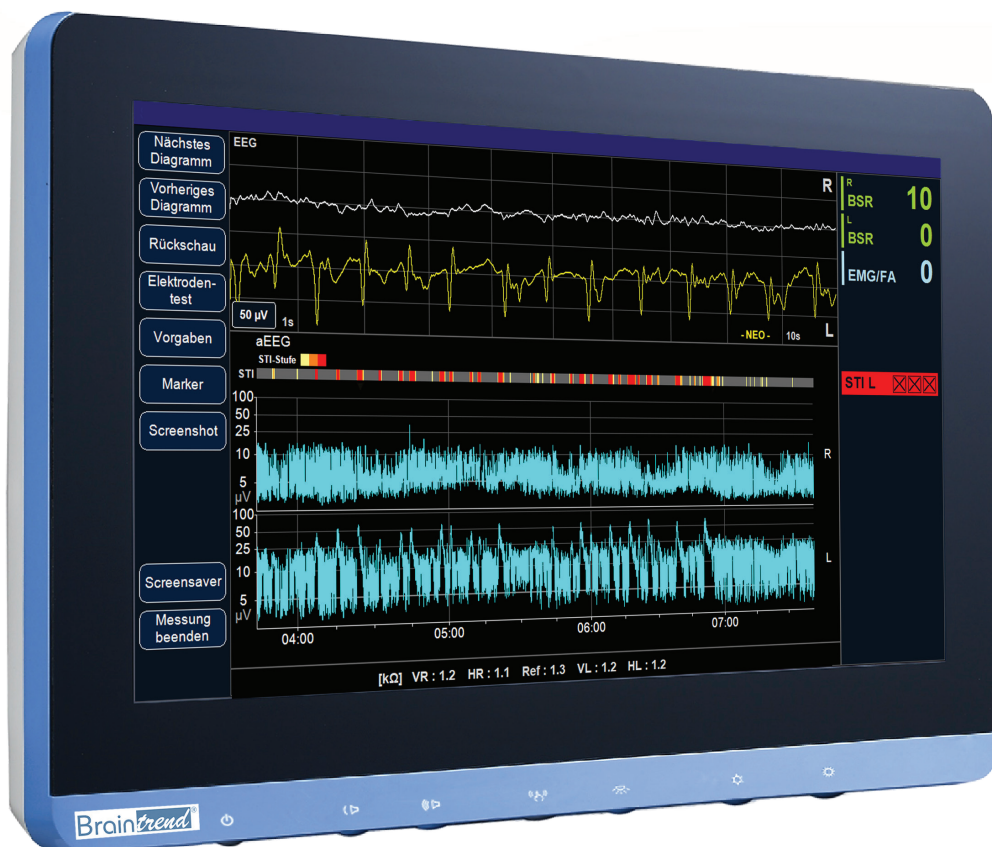 Nächstes
Diagramm
Vorheriges
Diagramm
Rückschau
Elektroden-
test
Vorgaben
Marker
Screenshot
Screensaver
Messung
beenden
EEG
R
50 µV
1s
- NEO -
10s
L
aEEG
STI-Stufe
STI
100
50
25
10
5
µV
R
100
50
25
10
5
µV
L
04:00
05:00
06:00
07:00
[kΩ] VR : 1.2 HR : 1.1 Ref : 1.3 VL : 1.2 HL : 1.2
R
BSR 10
L
BSR 0
EMG/FA 0
STI L
Braintrend®